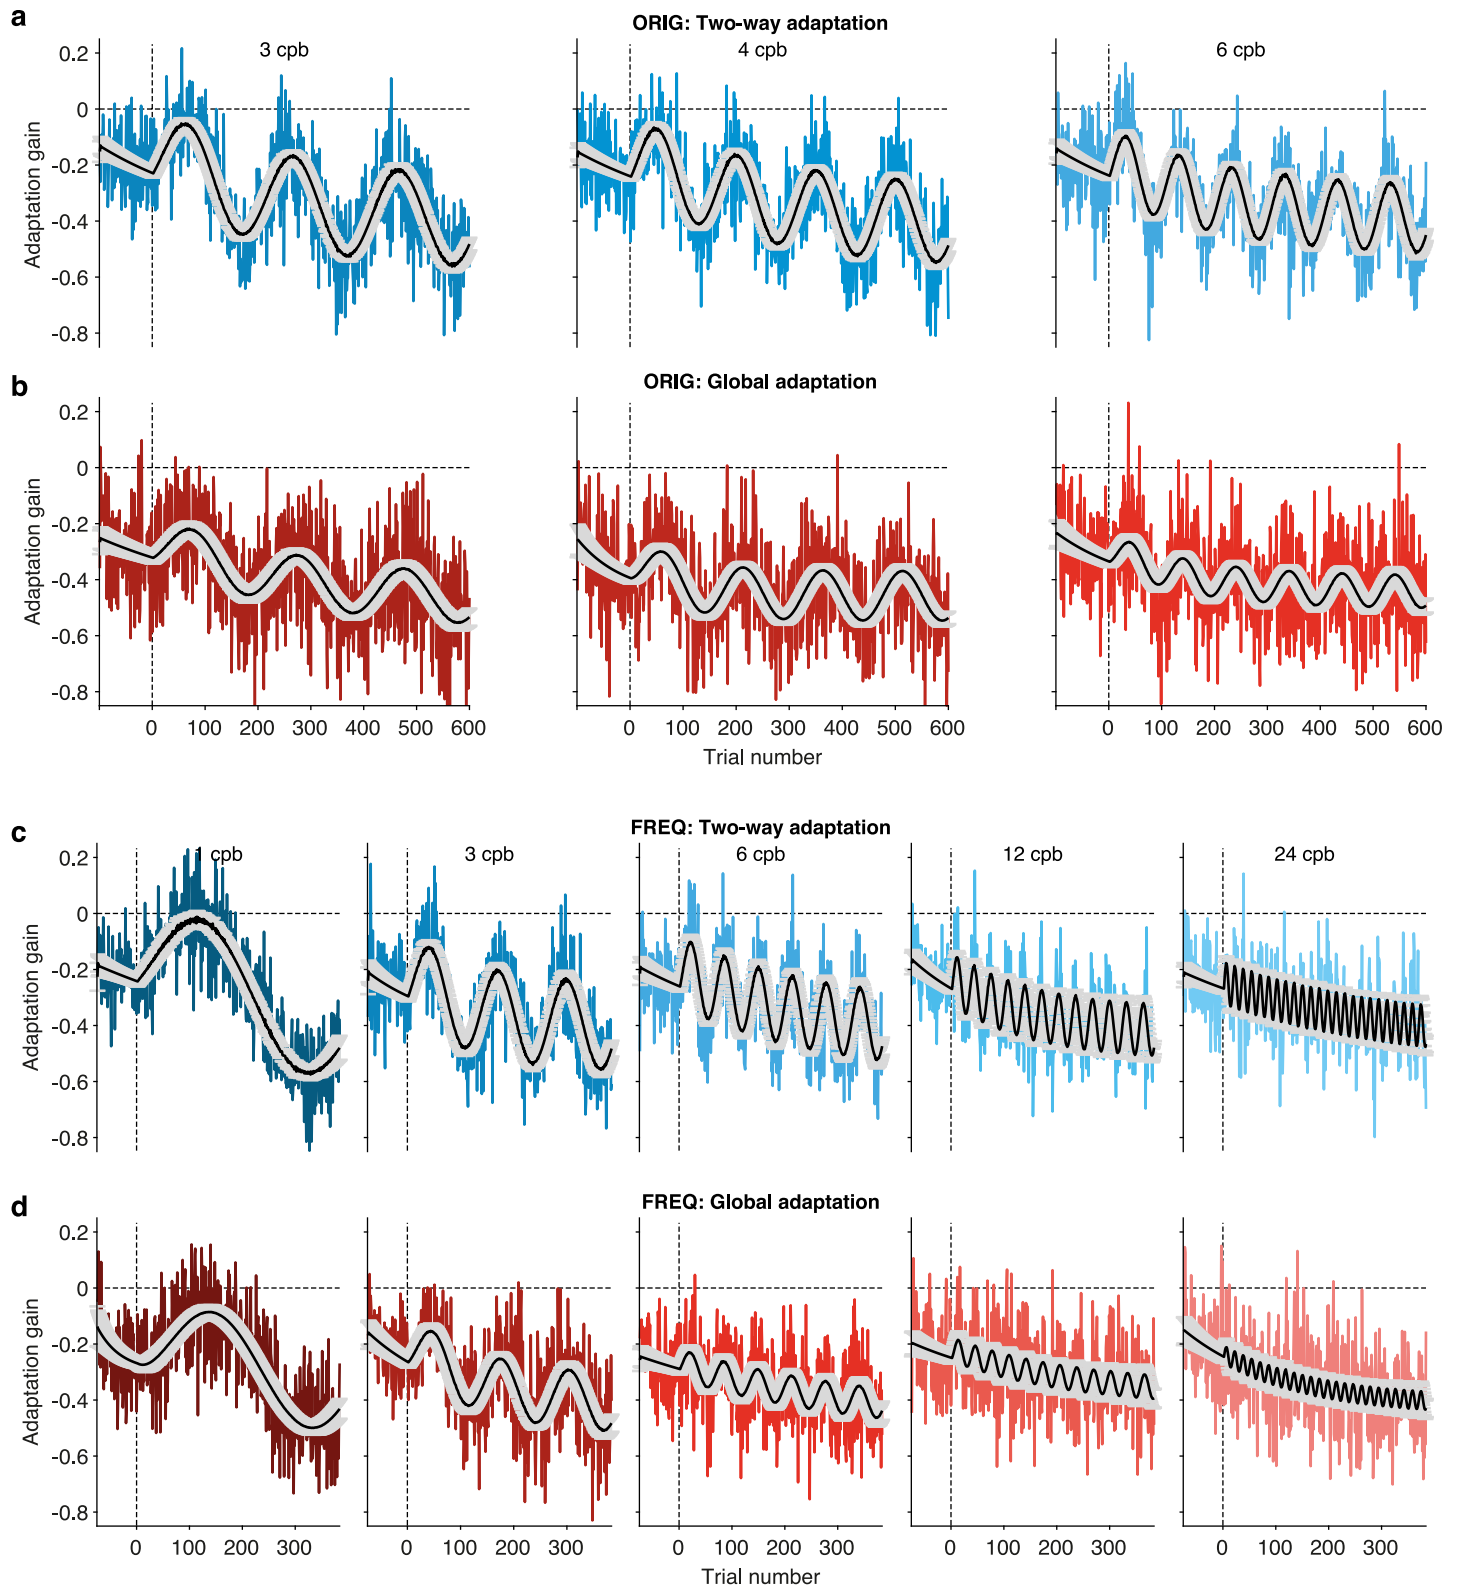 a
ORIG: Two-way adaptation
3 cpb
4 cpb
6 cpb
0.2
0
-0.2
-0.4
-0.6
-0.8
Adaptation gain
b
ORIG: Global adaptation
0.2
0
-0.2
-0.4
-0.6
-0.8
Adaptation gain
0 100 200 300 400 500 600
0 100 200 300 400 500 600
0 100 200 300 400 500 600
Trial number
c
FREQ: Two-way adaptation
1 cpb
3 cpb
6 cpb
12 cpb
24 cpb
0.2
0
-0.2
-0.4
-0.6
-0.8
Adaptation gain
d
FREQ: Global adaptation
0.2
0
-0.2
-0.4
-0.6
-0.8
Adaptation gain
0 100 200 300
0 100 200 300
0 100 200 300
0 100 200 300
0 100 200 300
Trial number